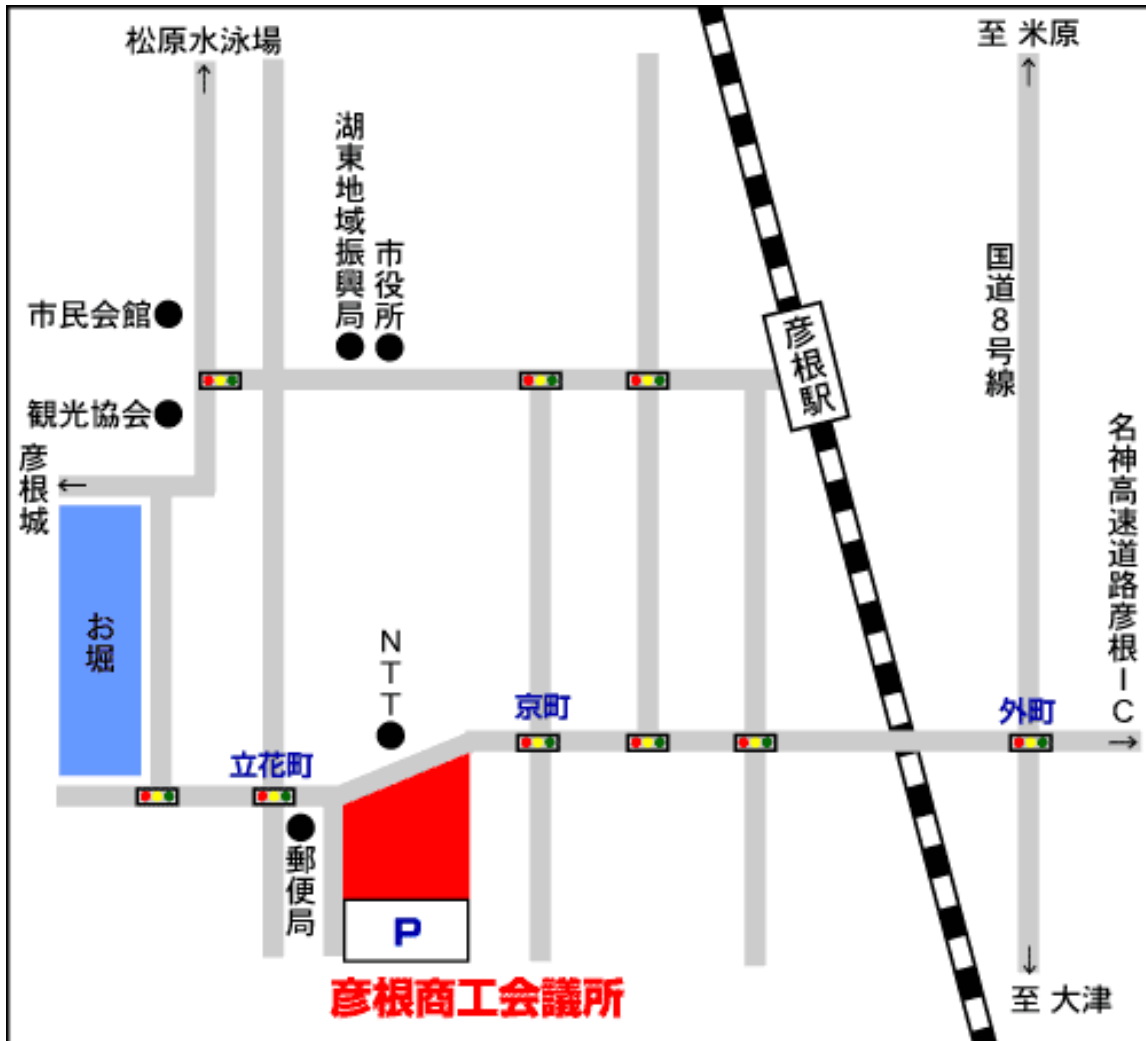 松原水泳場
至 米原
湖東地域振興局
市役所
市民会館
彦根駅
国道8号線
観光協会
彦根城
名神高速道路彦根IC
お堀
NTT
京町
外町
立花町
郵便局
P
彦根商工会議所
至 大津